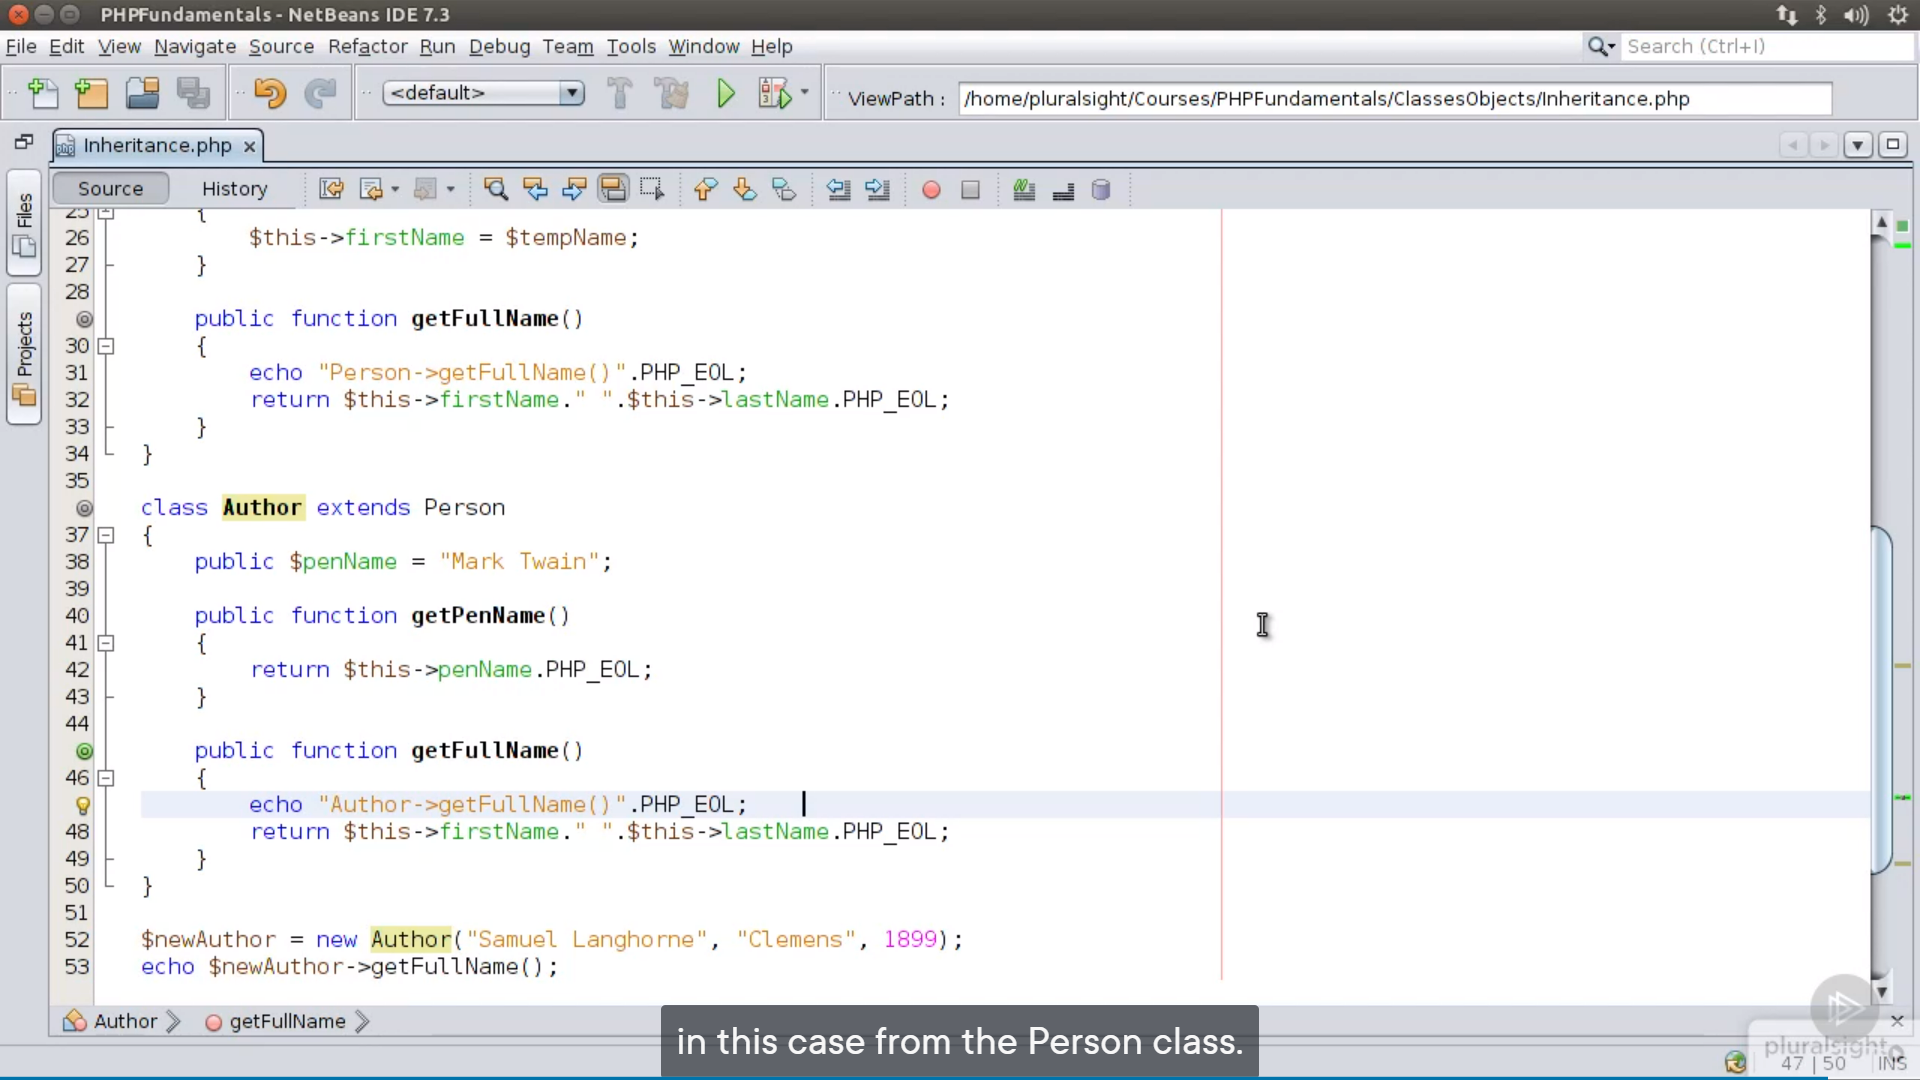 PHPFundamentals - NetBeans IDE 7.3
File Edit View Navigate Source Refactor Run Debug Team Tools Window Help
Search (Ctrl+I)
<default>
ViewPath : /home/pluralsight/Courses/PHPFundamentals/ClassesObjects/Inheritance.php
Inheritance.php
Files
Projects
Source History
25 {
26 $this->firstName = $tempName;
27 }
28
public function getFullName()
30 {
31 echo "Person->getFullName()".PHP_EOL;
32 return $this->firstName." ".$this->lastName.PHP_EOL;
33 }
34 }
35
class Author extends Person
37 {
38 public $penName = "Mark Twain";
39
40 public function getPenName()
41 {
42 return $this->penName.PHP_EOL;
43 }
44
public function getFullName()
46 {
echo "Author->getFullName()".PHP_EOL;
48 return $this->firstName." ".$this->lastName.PHP_EOL;
49 }
50 }
51
52 $newAuthor = new Author("Samuel Langhorne", "Clemens", 1899);
53 echo $newAuthor->getFullName();
Author getFullName
in this case from the Person class.
pluralsight
47 | 50 INS